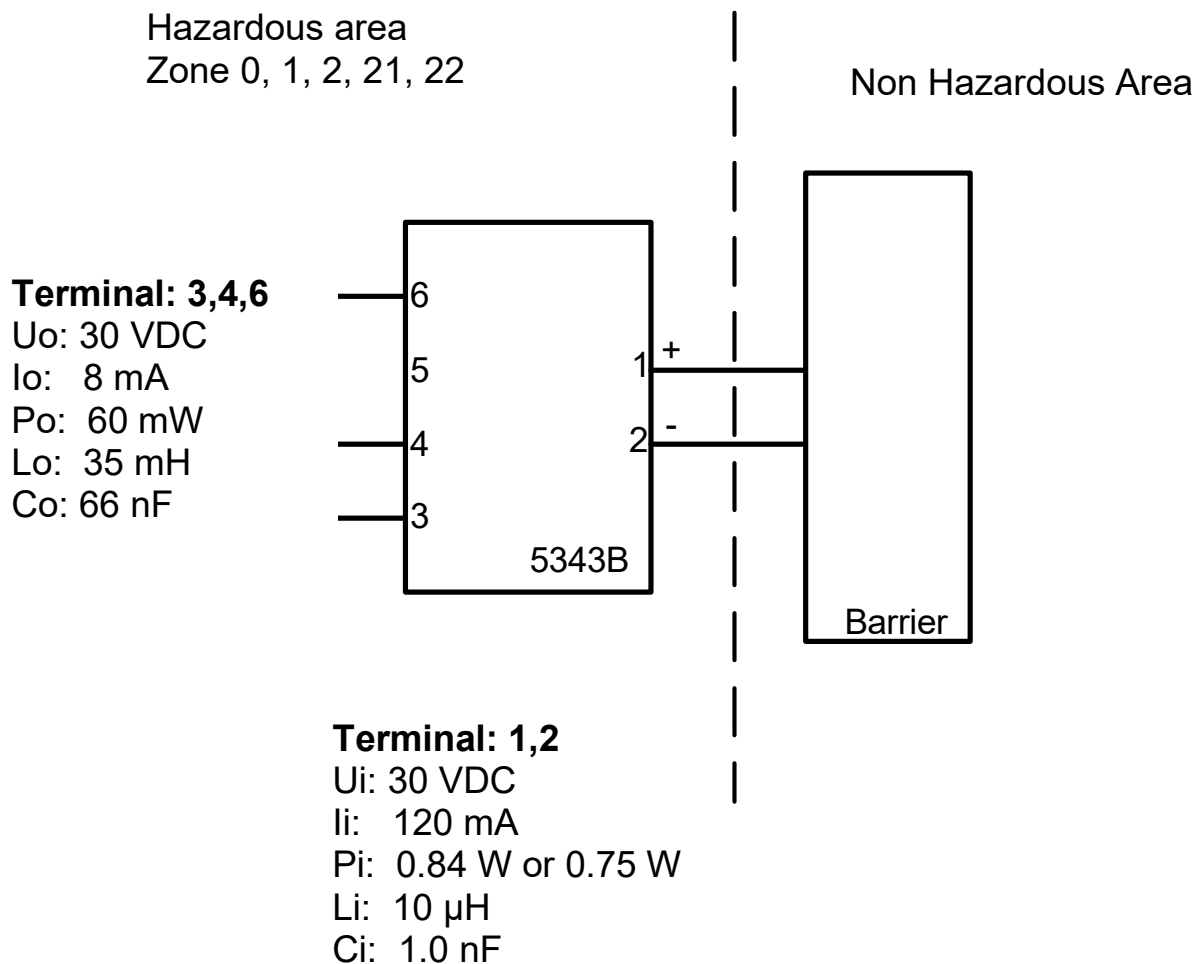 Hazardous area
Zone 0, 1, 2, 21, 22
Non Hazardous Area
Terminal: 3,4,6
Uo: 30 VDC
Io: 8 mA
Po: 60 mW
Lo: 35 mH
Co: 66 nF
6
5
4
3
1
+
2
-
5343B
Barrier
Terminal: 1,2
Ui: 30 VDC
Ii: 120 mA
Pi: 0.84 W or 0.75 W
Li: 10 µH
Ci: 1.0 nF